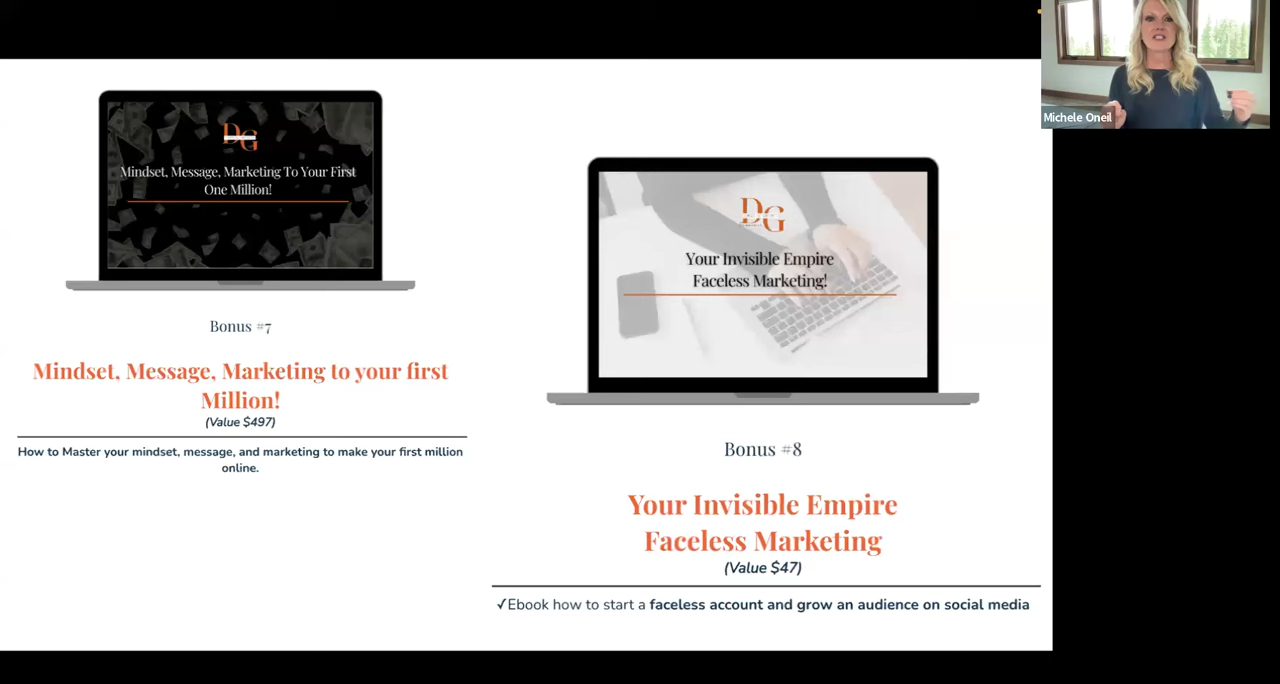 Michele Oneil
DG
Mindset, Message, Marketing To Your First
One Million!
Bonus #7
Mindset, Message, Marketing to your first
Million!
(Value $497)
How to Master your mindset, message, and marketing to make your first million
online.
DG
Your Invisible Empire
Faceless Marketing!
Bonus #8
Your Invisible Empire
Faceless Marketing
(Value $47)
✓Ebook how to start a faceless account and grow an audience on social media